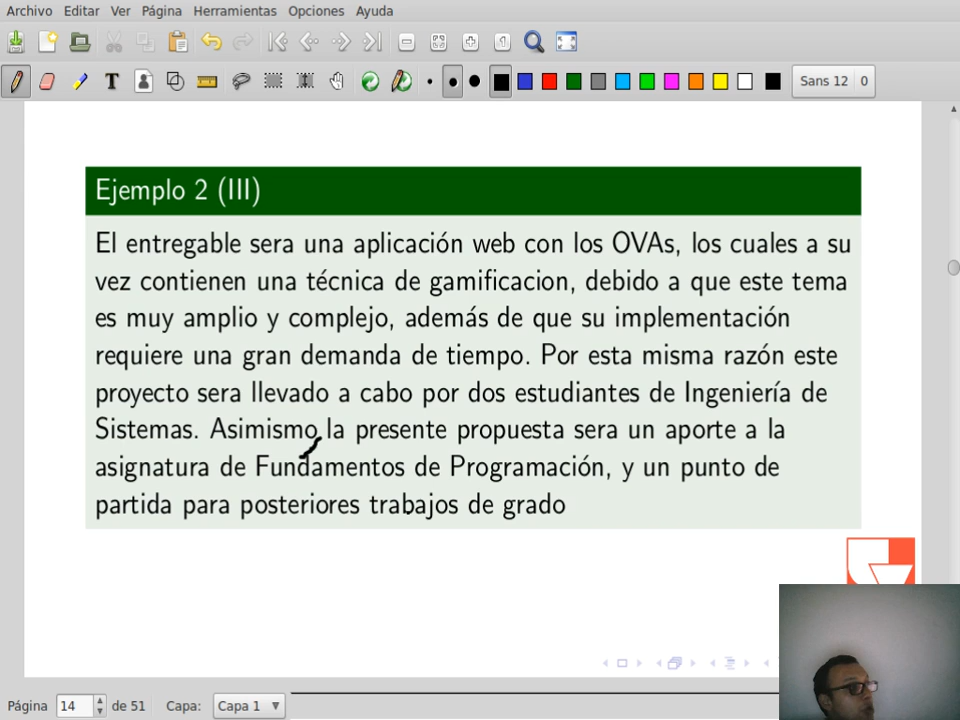 Archivo Editar Ver Página Herramientas Opciones Ayuda
T Sans 12 0
Ejemplo 2 (III)
El entregable sera una aplicación web con los OVAs, los cuales a su
vez contienen una técnica de gamificacion, debido a que este tema
es muy amplio y complejo, además de que su implementación
requiere una gran demanda de tiempo. Por esta misma razón este
proyecto sera llevado a cabo por dos estudiantes de Ingeniería de
Sistemas. Asimismo la presente propuesta sera un aporte a la
asignatura de Fundamentos de Programación, y un punto de
partida para posteriores trabajos de grado
Página 14 de 51 Capa: Capa 1